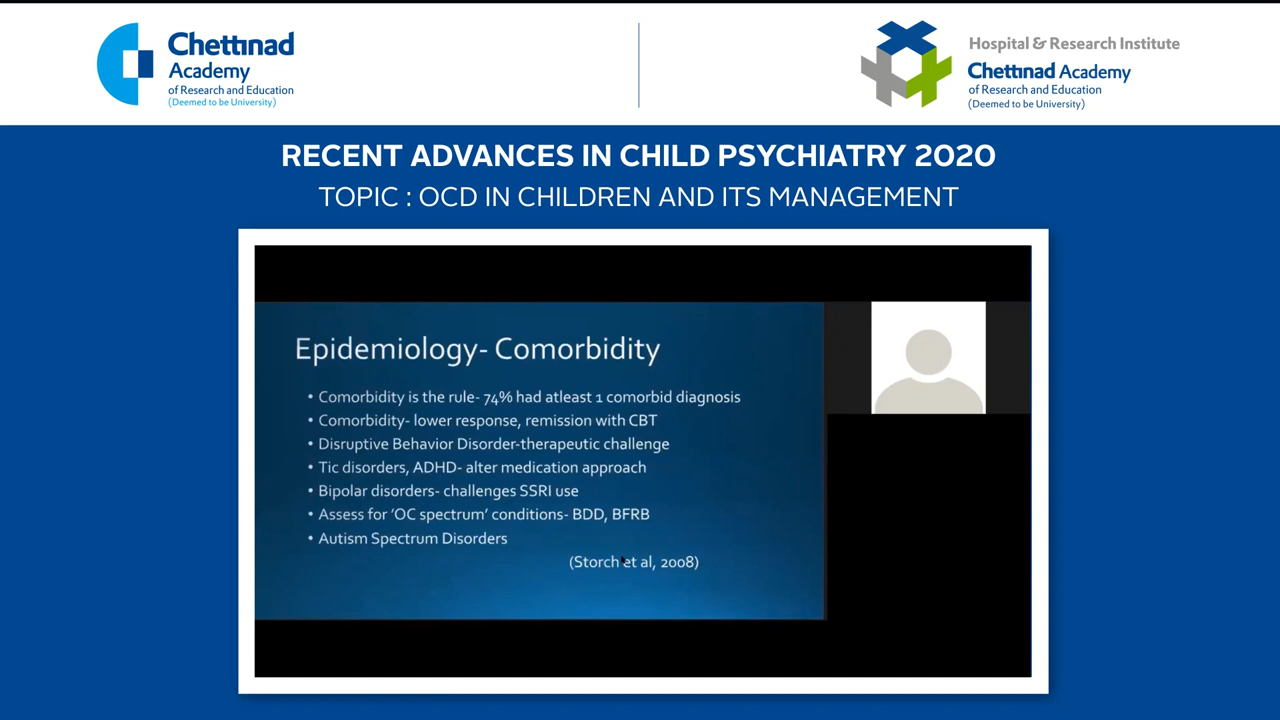 Chettinad
Academy
of Research and Education
(Deemed to be University)
Hospital & Research Institute
Chettinad Academy
of Research and Education
(Deemed to be University)
RECENT ADVANCES IN CHILD PSYCHIATRY 2020
TOPIC : OCD IN CHILDREN AND ITS MANAGEMENT
Epidemiology- Comorbidity
• Comorbidity is the rule- 74% had atleast 1 comorbid diagnosis
• Comorbidity- lower response, remission with CBT
• Disruptive Behavior Disorder-therapeutic challenge
• Tic disorders, ADHD- alter medication approach
• Bipolar disorders- challenges SSRI use
• Assess for ‘OC spectrum’ conditions- BDD, BFRB
• Autism Spectrum Disorders
(Storch et al, 2008)